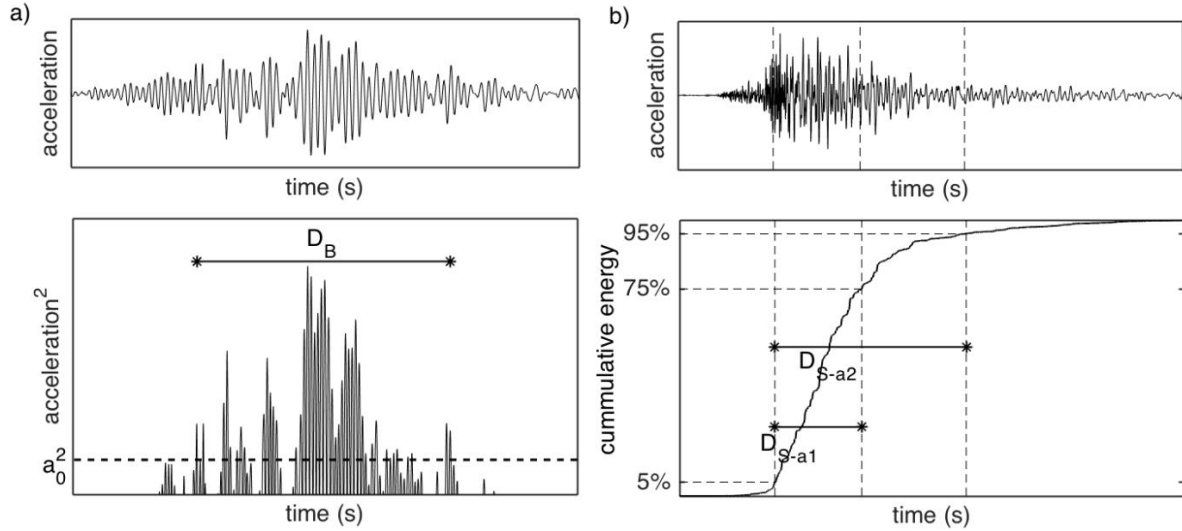 a)
acceleration
time (s)
D_B
acceleration²
a₀²
time (s)
b)
acceleration
time (s)
95%
75%
cummulative energy
D_S-a2
D_S-a1
5%
time (s)